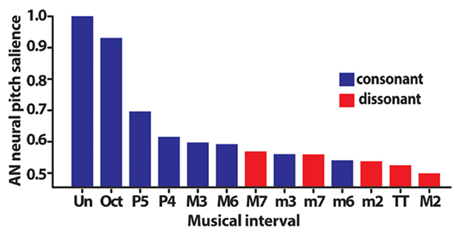 AN neural pitch salience
1.0
0.9
0.8
0.7
0.6
0.5
consonant
dissonant
Un Oct P5 P4 M3 M6 M7 m3 m7 m6 m2 TT M2
Musical interval